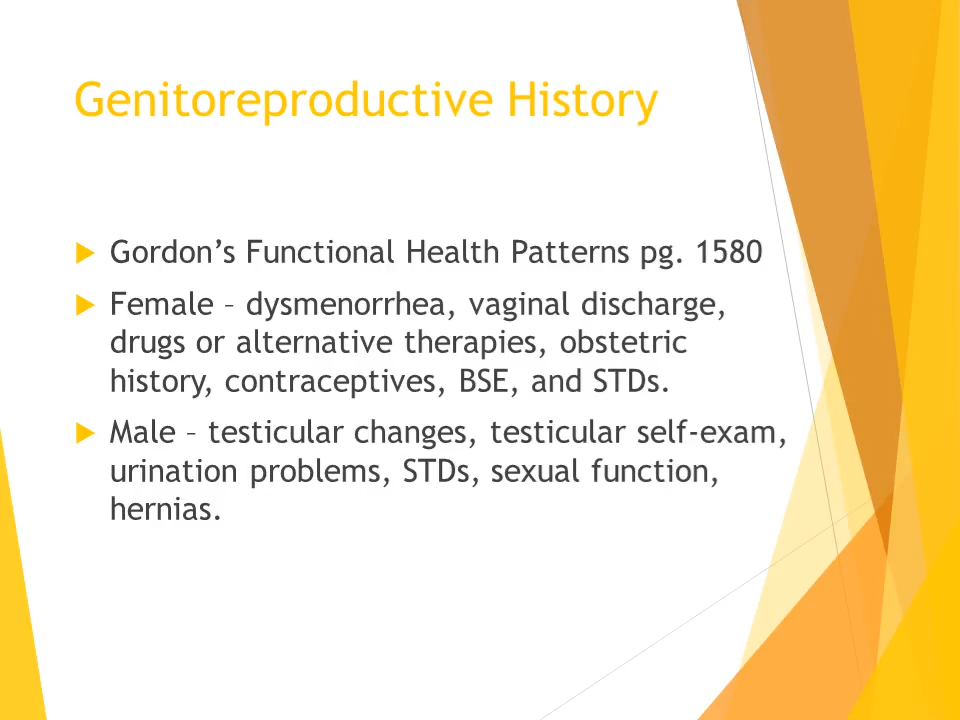 Genitoreproductive History
Gordon’s Functional Health Patterns pg. 1580
Female – dysmenorrhea, vaginal discharge,
drugs or alternative therapies, obstetric
history, contraceptives, BSE, and STDs.
Male – testicular changes, testicular self-exam,
urination problems, STDs, sexual function,
hernias.